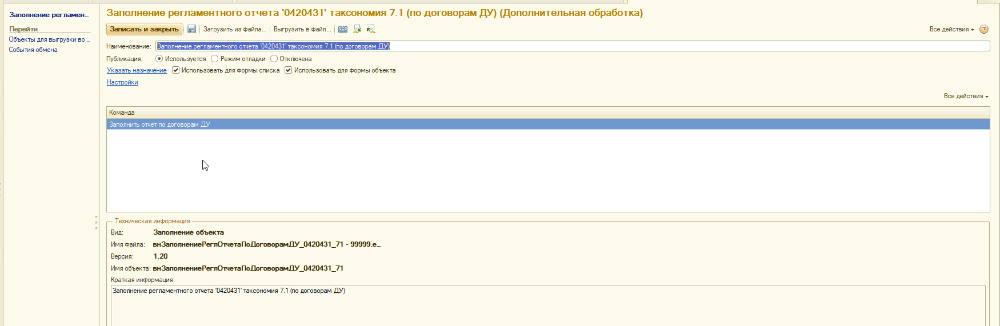 Заполнение регламен...
Перейти
Объекты для выгрузки во ...
События обмена
Заполнение регламентного отчета '0420431' таксономия 7.1 (по договорам ДУ) (Дополнительная обработка)
Записать и закрыть Загрузить из файла... Выгрузить в файл... Все действия ?
Наименование: Заполнение регламентного отчета '0420431' таксономия 7.1 (по договорам ДУ)
Публикация: Используется Режим отладки Отключена
Указать назначение Использовать для формы списка Использовать для формы объекта
Настройки
Все действия
Команда
Заполнить отчет по договорам ДУ
Техническая информация
Вид: Заполнение объекта
Имя файла: внЗаполнениеРеглОтчетаПоДоговорамДУ_0420431_71 - 99999.e...
Версия: 1.20
Имя объекта: внЗаполнениеРеглОтчетаПоДоговорамДУ_0420431_71
Краткая информация:
Заполнение регламентного отчета '0420431' таксономия 7.1 (по договорам ДУ)